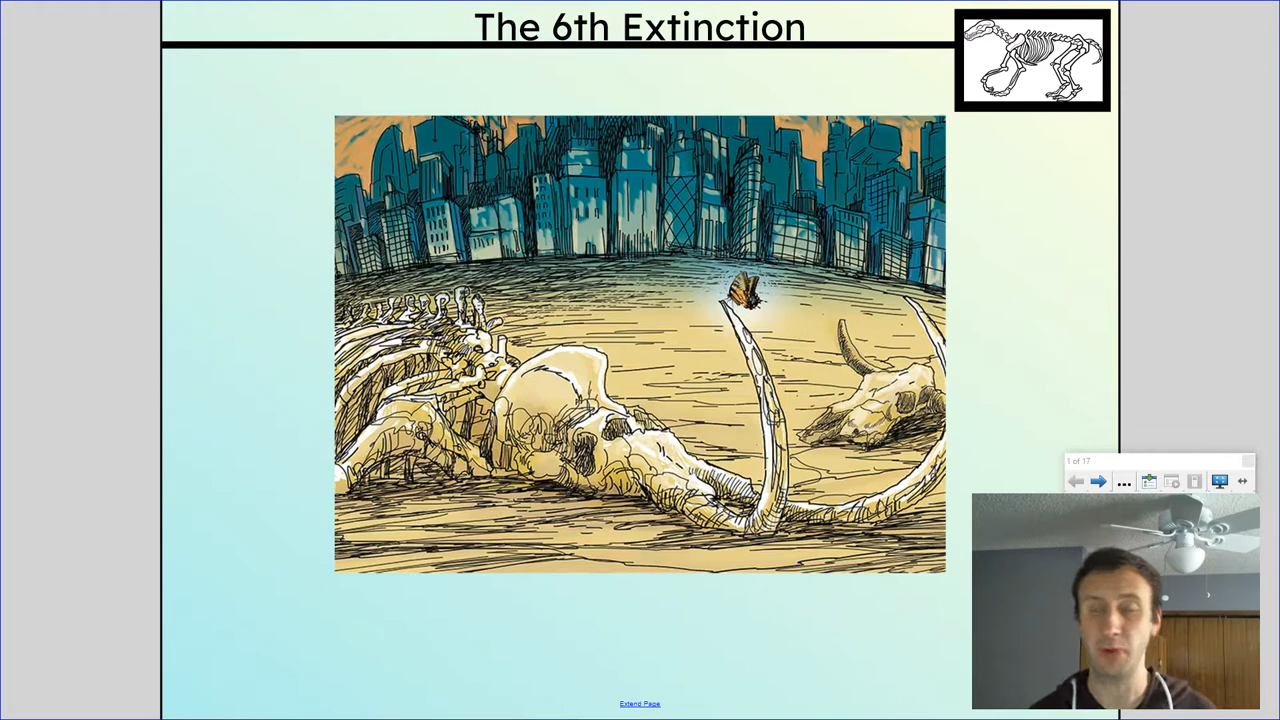 The 6th Extinction
1 of 17
Extend Page